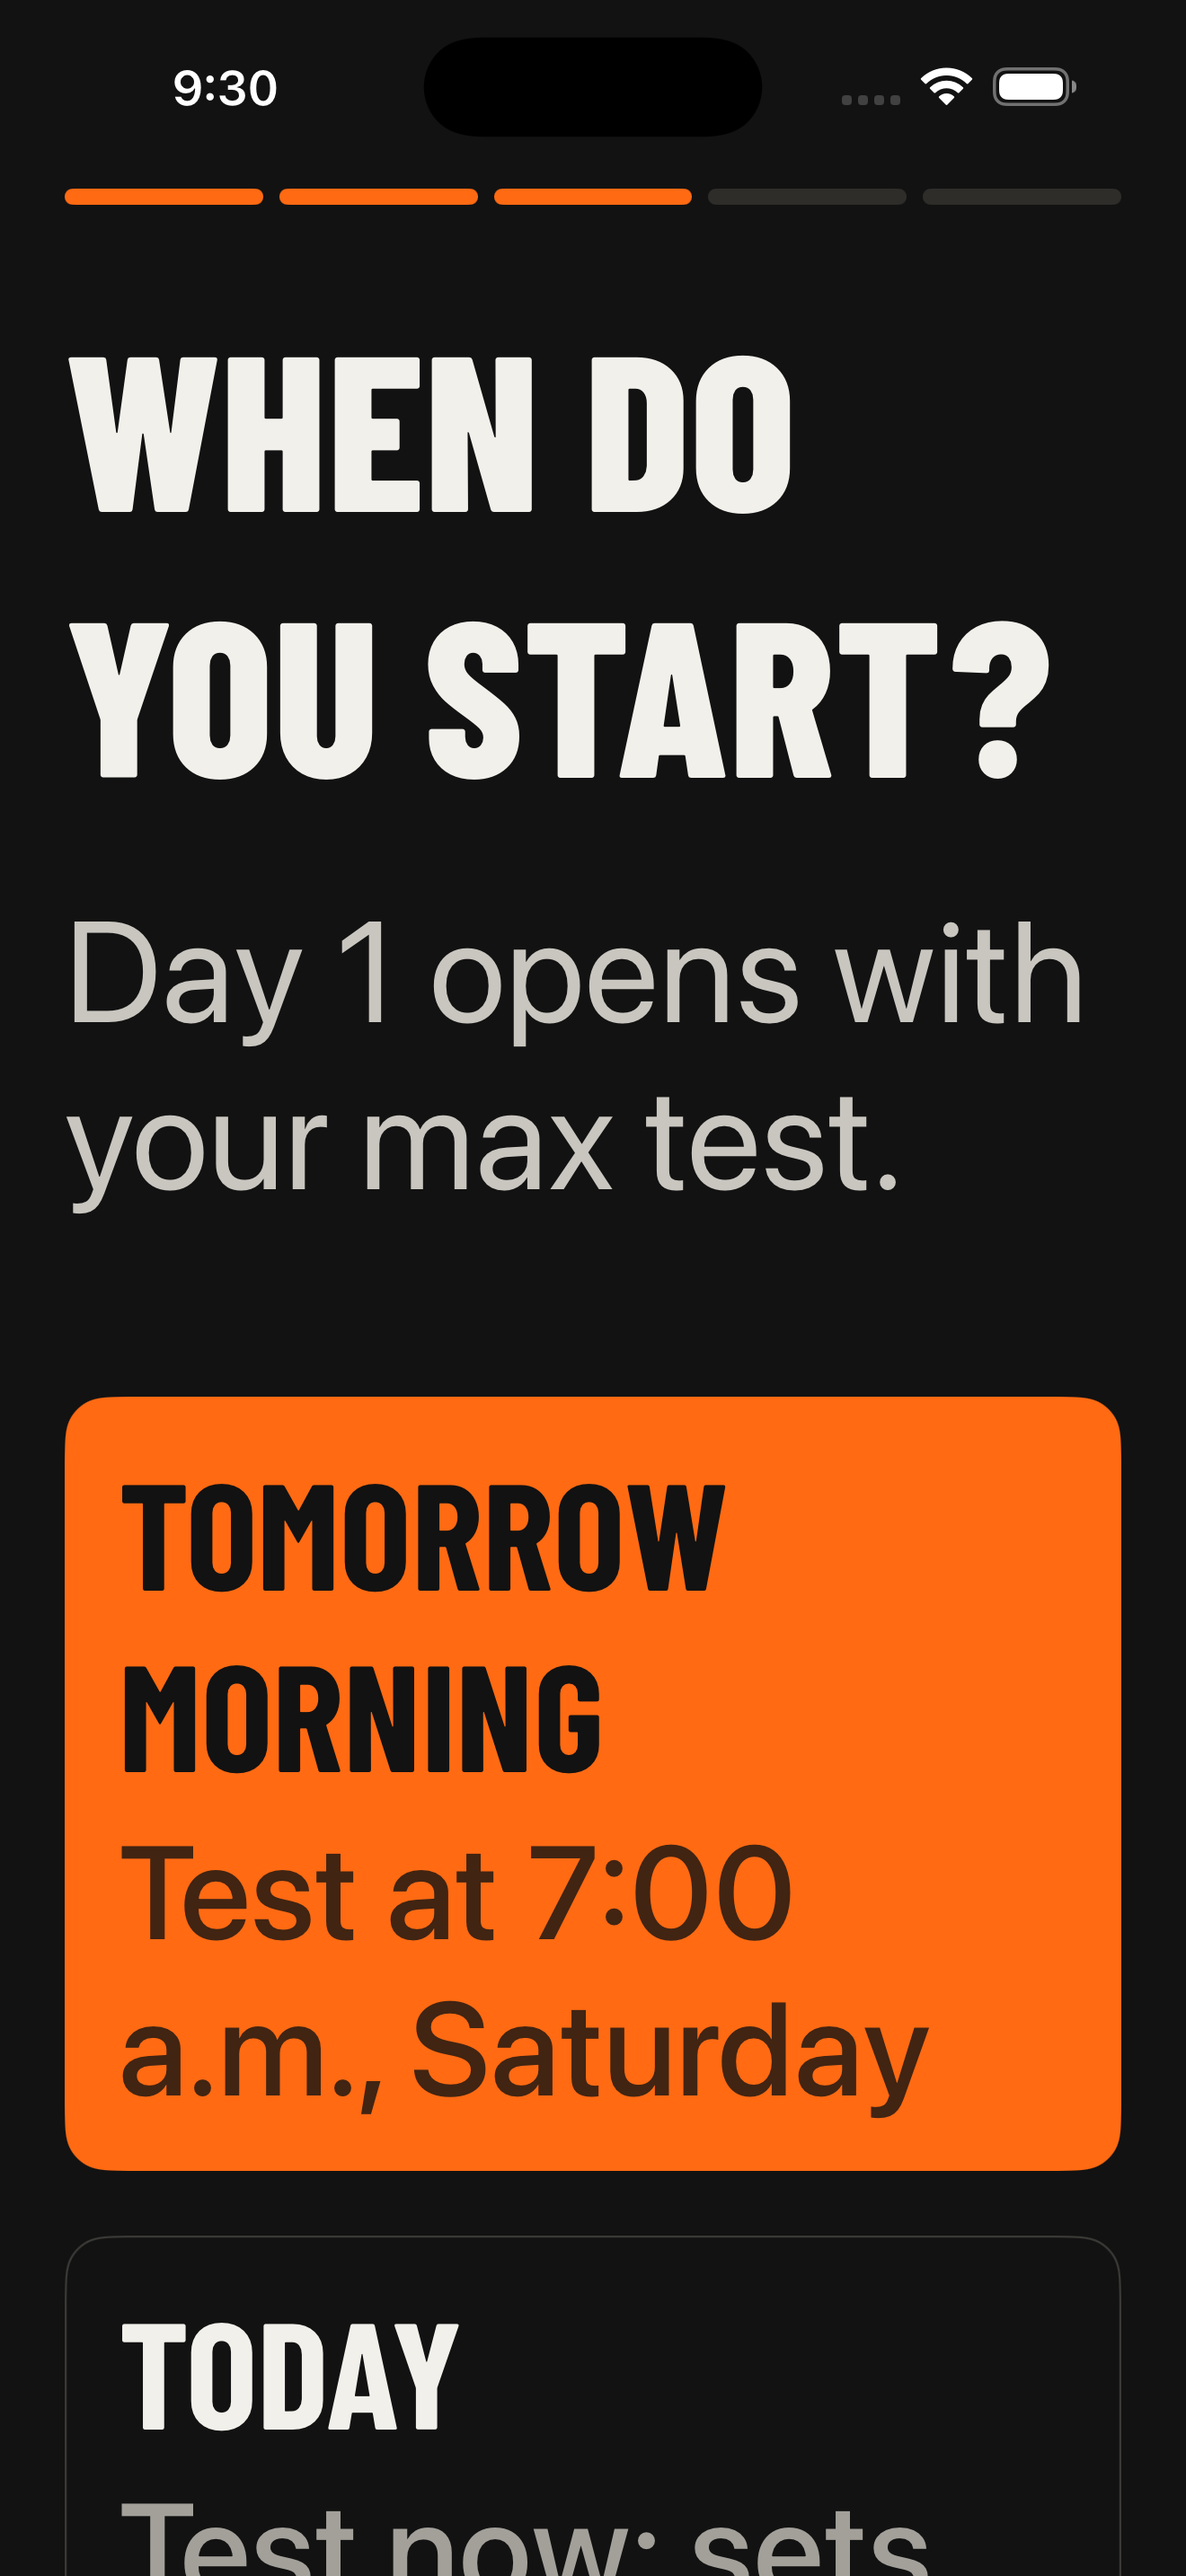 9:30
WHEN DO
YOU START?
Day 1 opens with
your max test.
TOMORROW
MORNING
Test at 7:00
a.m., Saturday
TODAY
Test now: sets